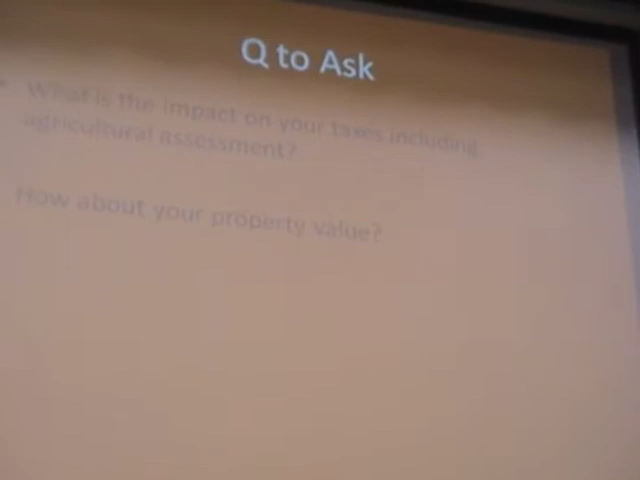 Q to Ask
• What is the impact on your taxes including
agricultural assessment?
How about your property value?